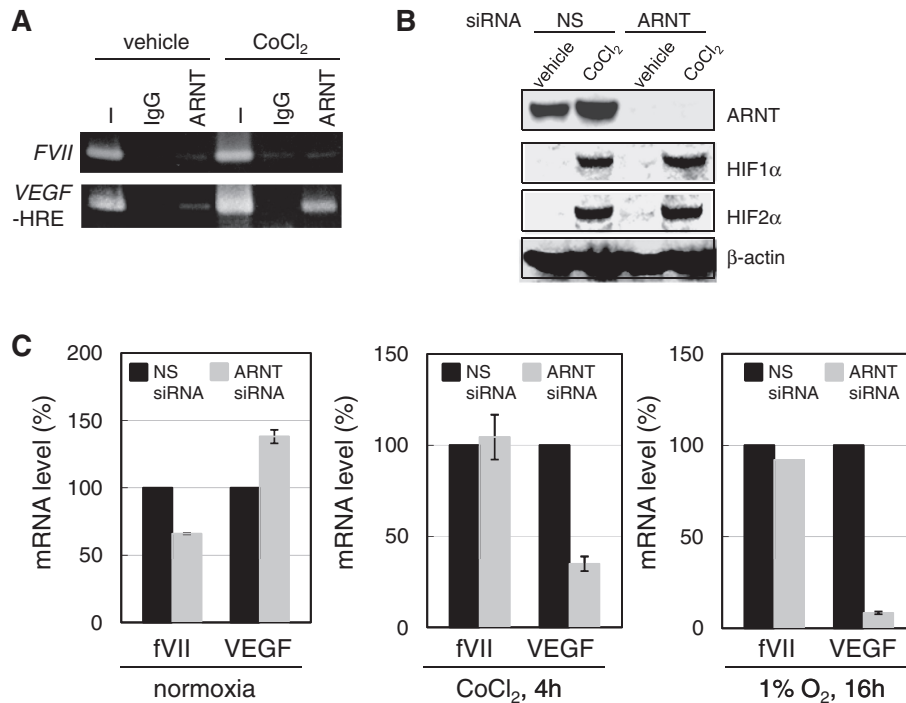 A
vehicle CoCl₂
I IgG ARNT I IgG ARNT
FVII
VEGF
-HRE
B
siRNA NS ARNT
vehicle CoCl₂ vehicle CoCl₂
ARNT
HIF1α
HIF2α
β-actin
C
mRNA level (%)
200
150
100
50
0
NS siRNA
ARNT siRNA
fVII VEGF
normoxia
mRNA level (%)
150
100
50
0
NS siRNA
ARNT siRNA
fVII VEGF
CoCl₂, 4h
mRNA level (%)
150
100
50
0
NS siRNA
ARNT siRNA
fVII VEGF
1% O₂, 16h